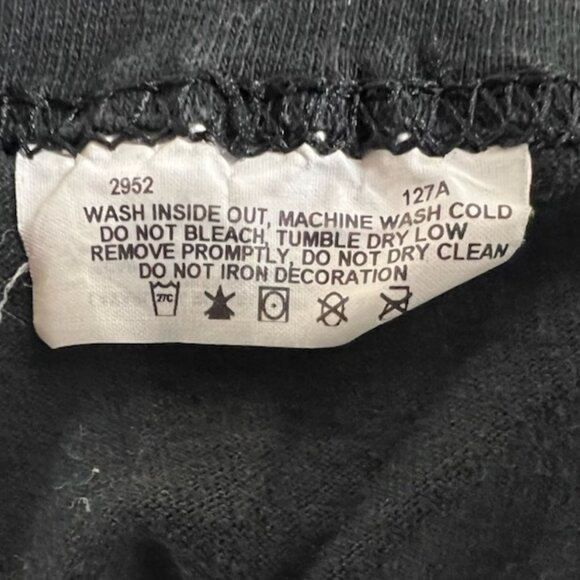 2952 127A
WASH INSIDE OUT, MACHINE WASH COLD
DO NOT BLEACH, TUMBLE DRY LOW
REMOVE PROMPTLY, DO NOT DRY CLEAN
DO NOT IRON DECORATION
27C